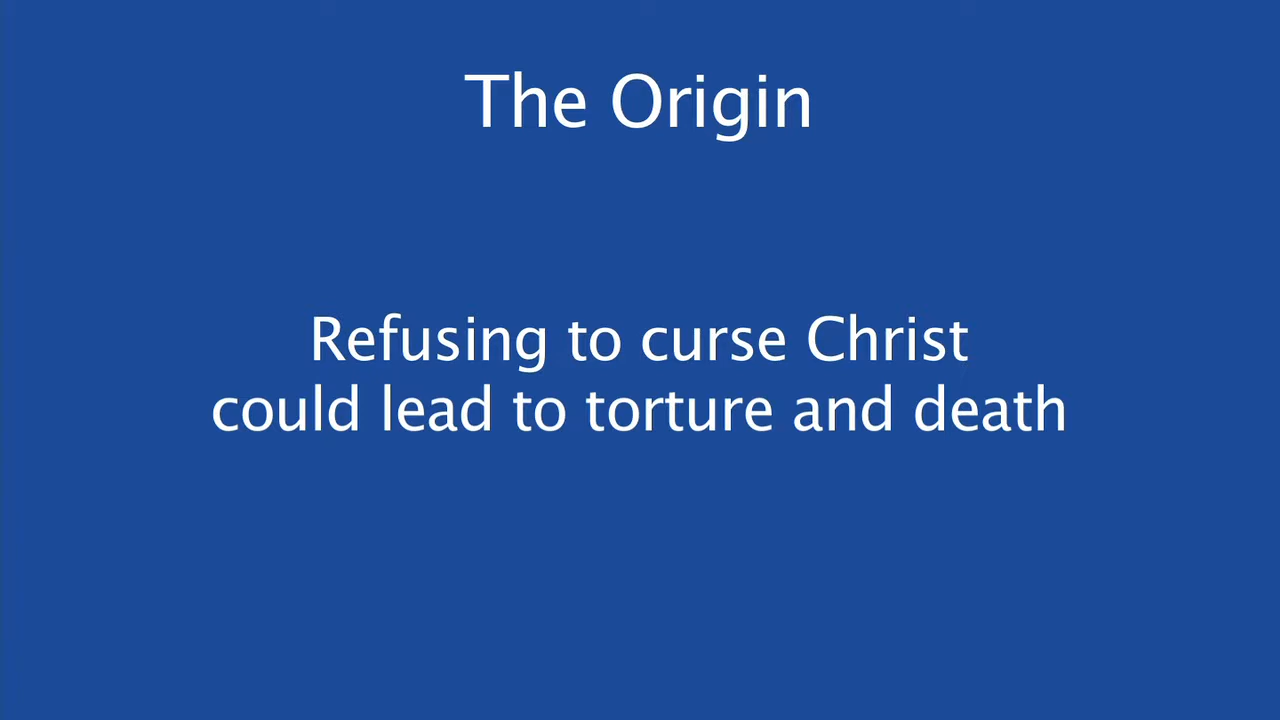 The Origin
Refusing to curse Christ
could lead to torture and death